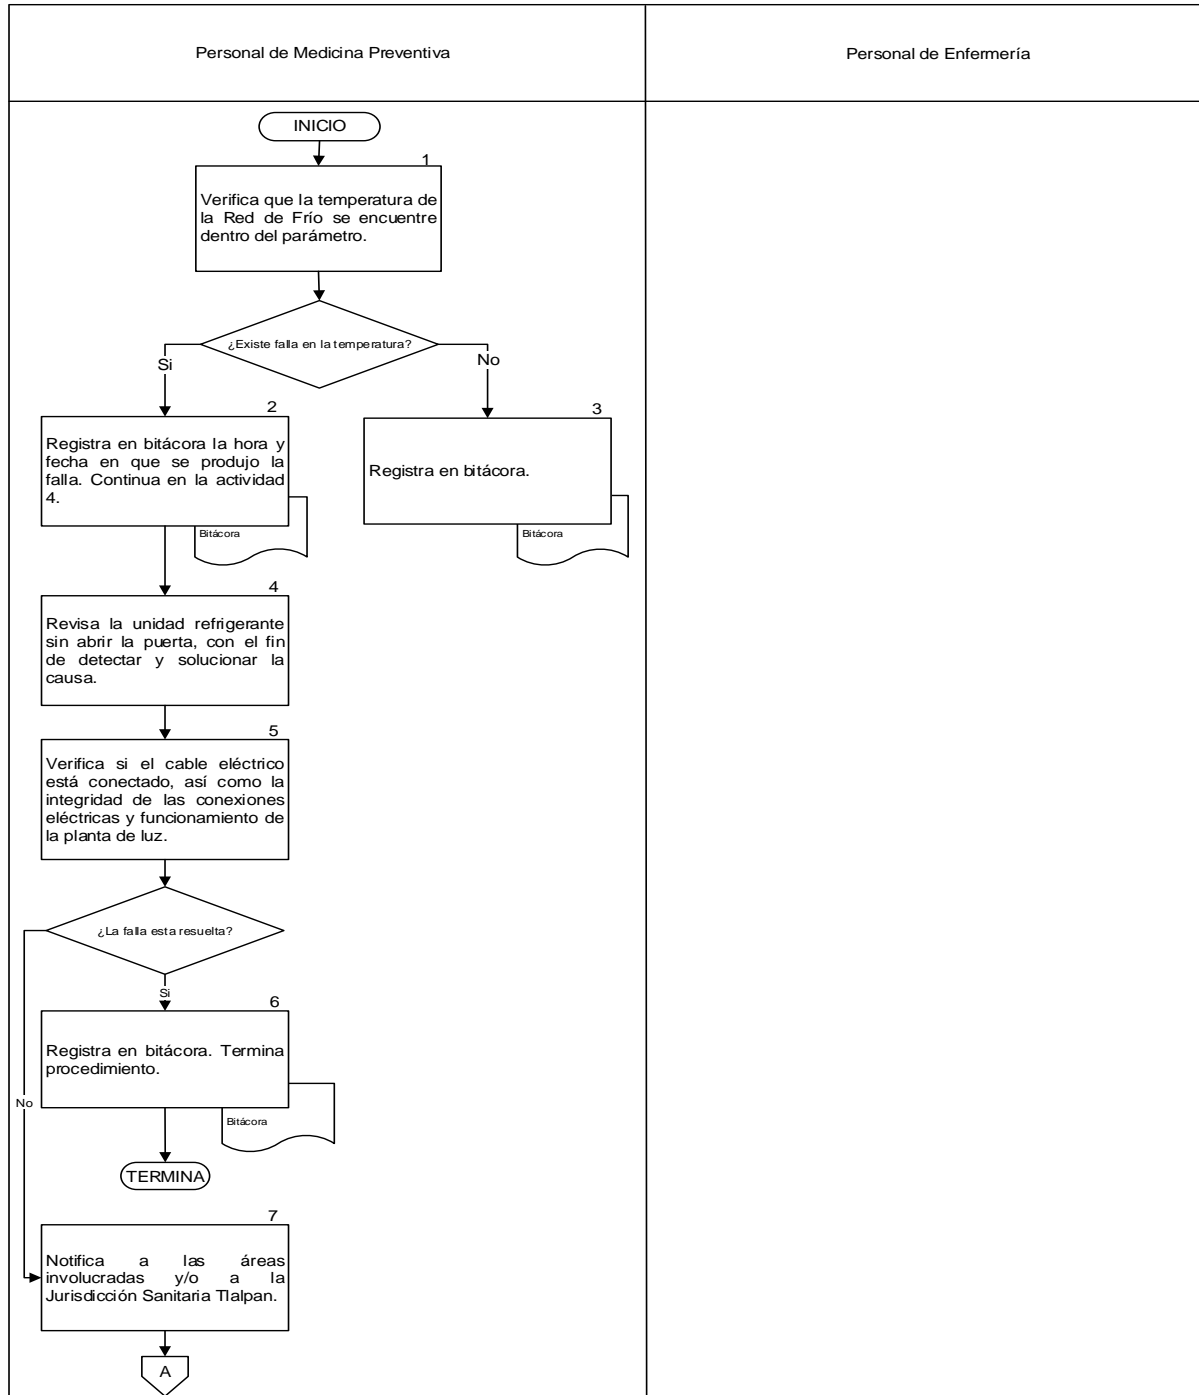 Personal de Medicina Preventiva
Personal de Enfermería
INICIO
1
Verifica que la temperatura de
la Red de Frío se encuentre
dentro del parámetro.
¿Existe falla en la temperatura?
Si
No
2
Registra en bitácora la hora y
fecha en que se produjo la
falla. Continua en la actividad
4.
Bitácora
3
Registra en bitácora.
Bitácora
4
Revisa la unidad refrigerante
sin abrir la puerta, con el fin
de detectar y solucionar la
causa.
5
Verifica si el cable eléctrico
está conectado, así como la
integridad de las conexiones
eléctricas y funcionamiento de
la planta de luz.
¿La falla esta resuelta?
Si
No
6
Registra en bitácora. Termina
procedimiento.
Bitácora
TERMINA
7
Notifica a las áreas
involucradas y/o a la
Jurisdicción Sanitaria Tlalpan.
A